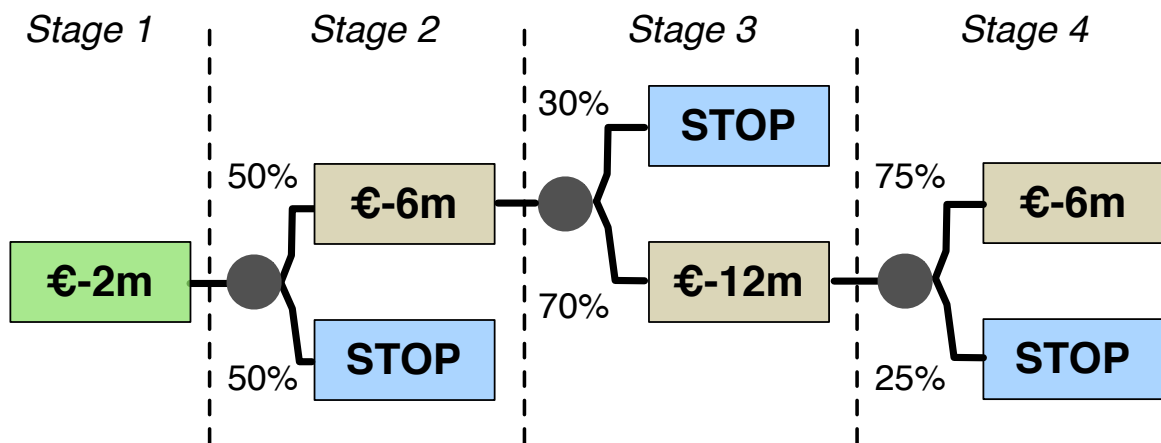 Stage 1
Stage 2
Stage 3
Stage 4
30%
STOP
50%
€-6m
75%
€-6m
€-2m
70%
€-12m
50%
STOP
25%
STOP